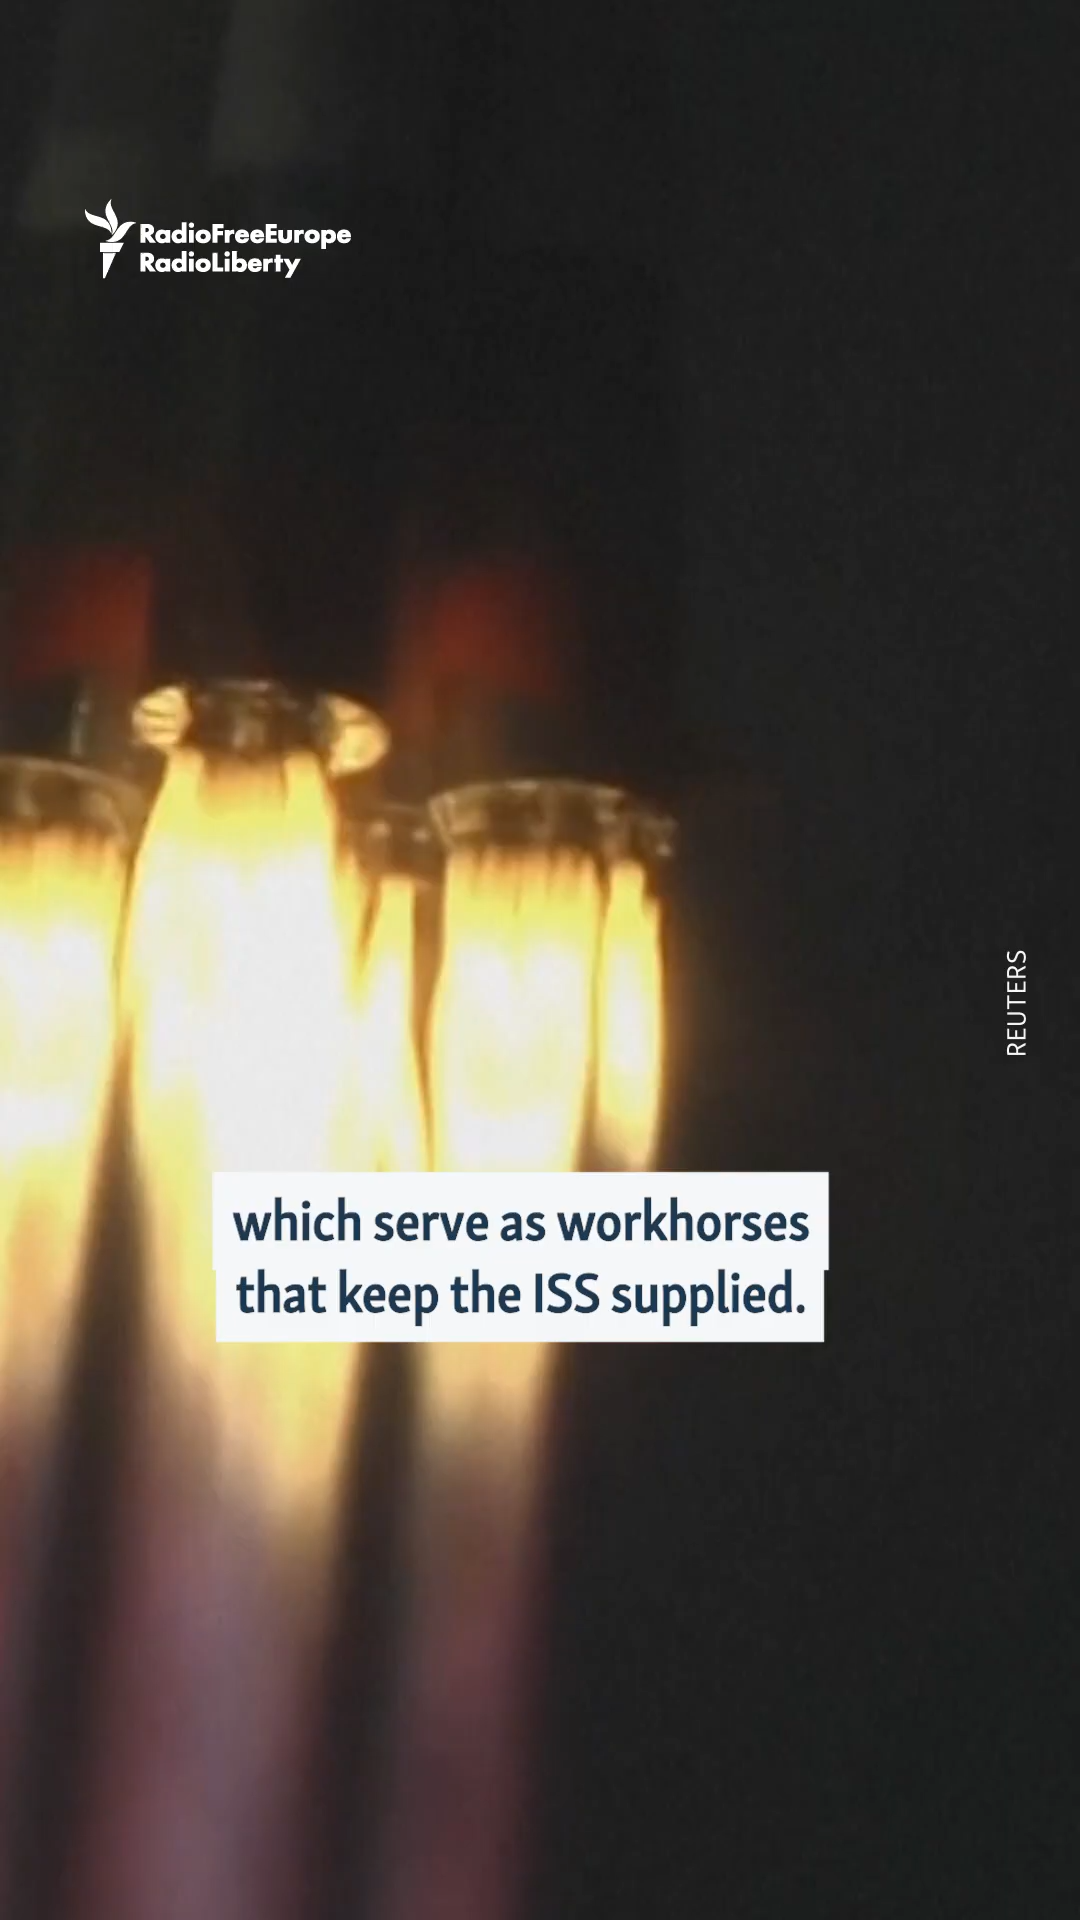 RadioFreeEurope
RadioLiberty
REUTERS
which serve as workhorses
that keep the ISS supplied.